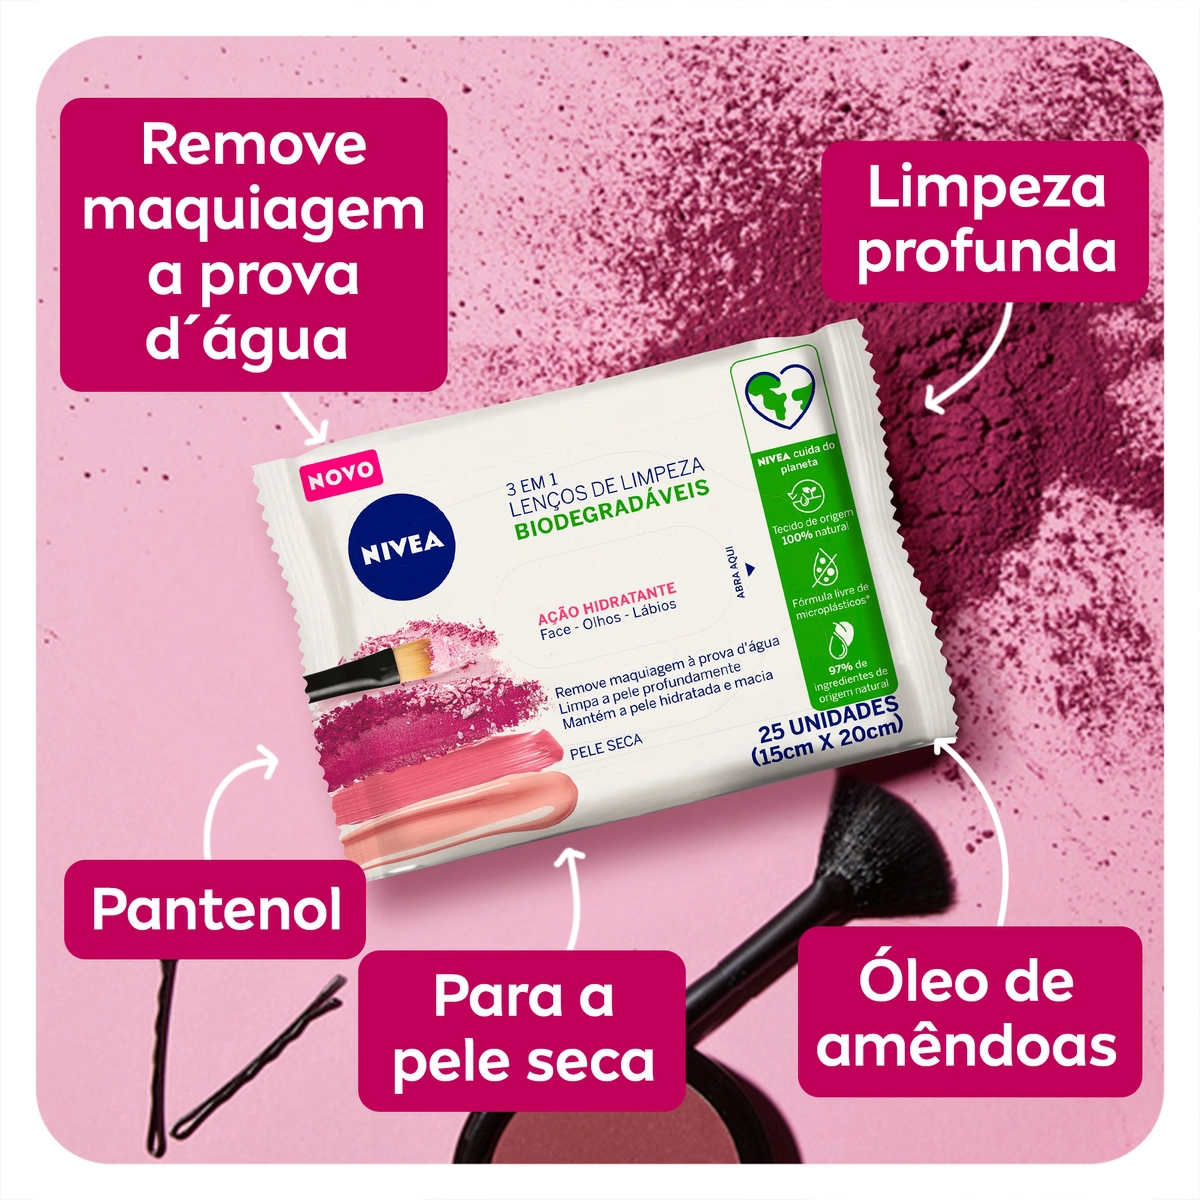 Remove
maquiagem
a prova
d´água
Limpeza
profunda
NOVO
NIVEA
3 EM 1
LENÇOS DE LIMPEZA
BIODEGRADÁVEIS
AÇÃO HIDRATANTE
Face - Olhos - Lábios
ABRA AQUI
Remove maquiagem à prova d'água
Limpa a pele profundamente
Mantém a pele hidratada e macia
PELE SECA
NIVEA cuida do
planeta
Tecido de origem
100% natural
Fórmula livre de
microplásticos*
97% de
ingredientes de
origem natural
25 UNIDADES
(15cm X 20cm)
Pantenol
Para a
pele seca
Óleo de
amêndoas